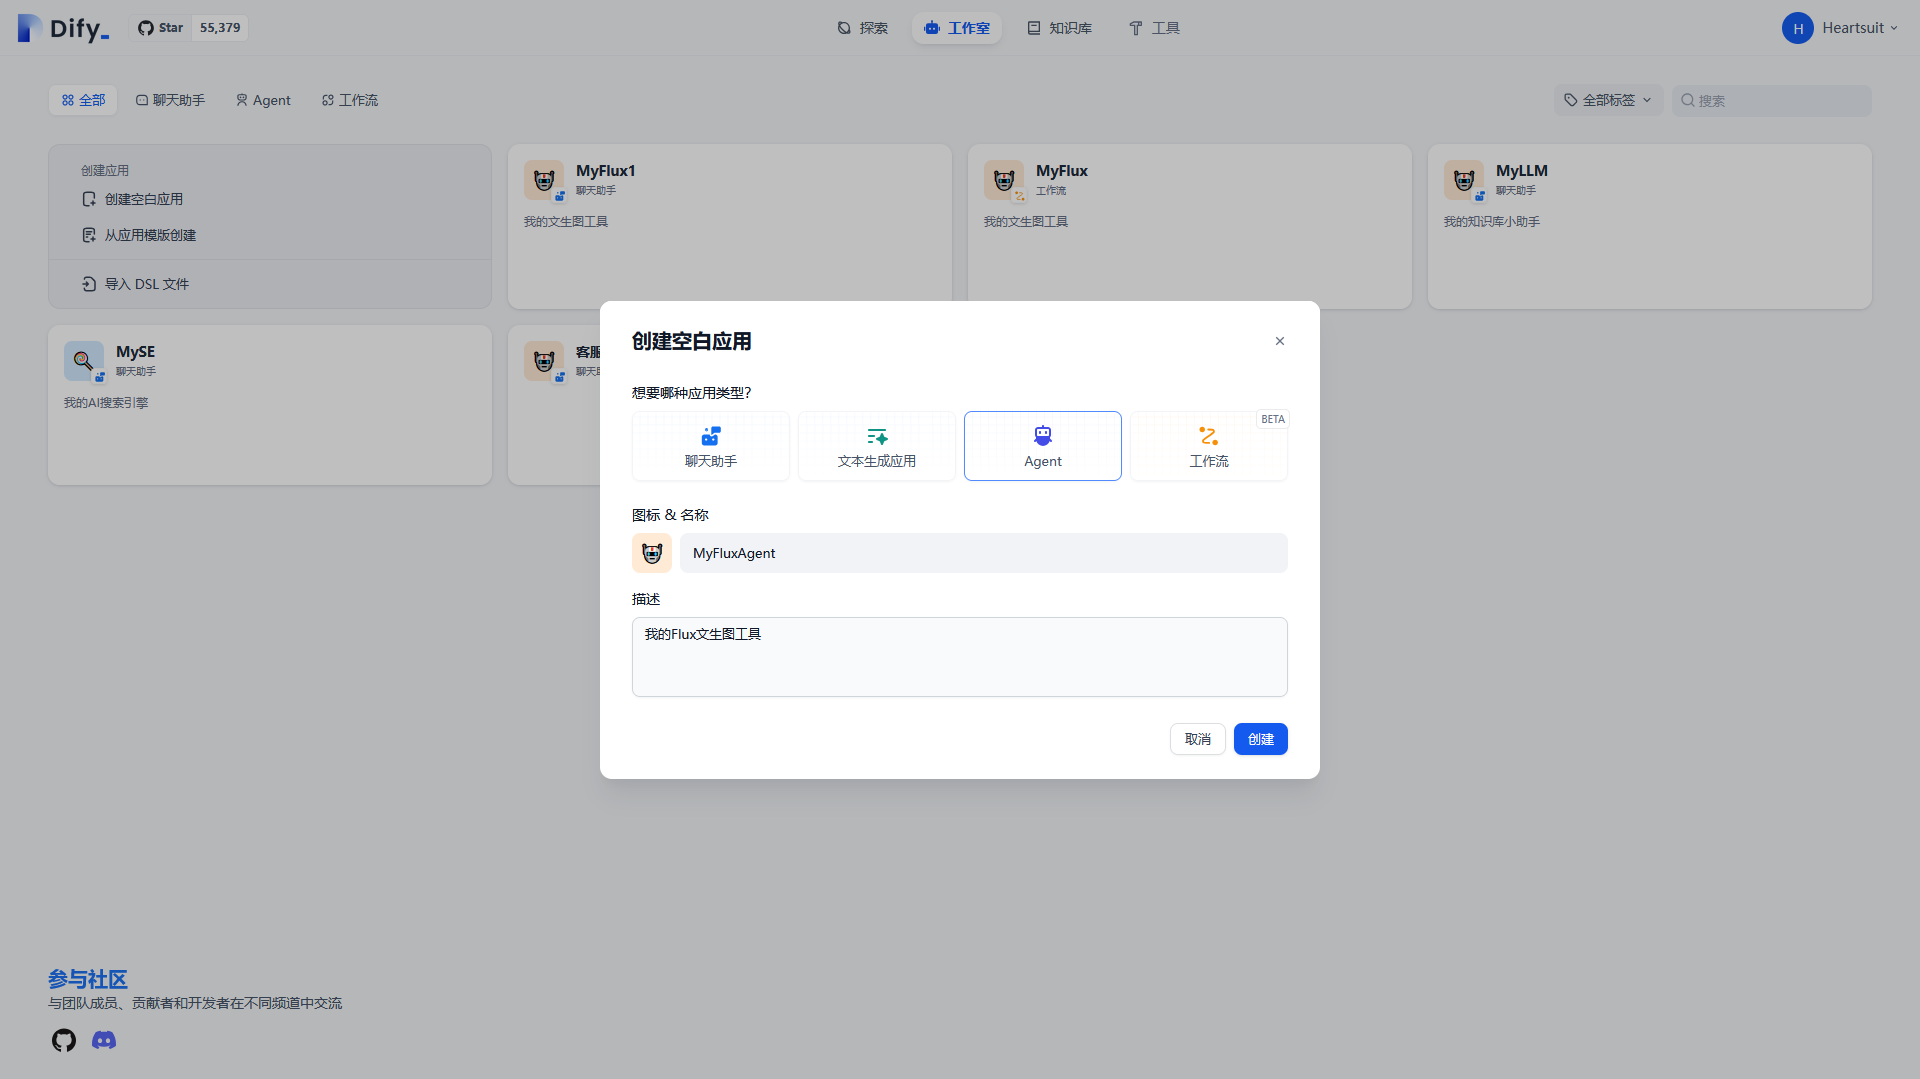 Dify_
Star 55,379
探索
工作室
知识库
工具
H
Heartsuit
全部
聊天助手
Agent
工作流
全部标签
搜索
创建应用
创建空白应用
从应用模版创建
导入 DSL 文件
MyFlux1
聊天助手
我的文生图工具
MyFlux
工作流
我的文生图工具
MyLLM
聊天助手
我的知识库小助手
MySE
聊天助手
我的AI搜索引擎
客服
聊天
创建空白应用
想要哪种应用类型?
聊天助手
文本生成应用
Agent
BETA
工作流
图标 & 名称
MyFluxAgent
描述
我的Flux文生图工具
取消
创建
参与社区
与团队成员、贡献者和开发者在不同频道中交流